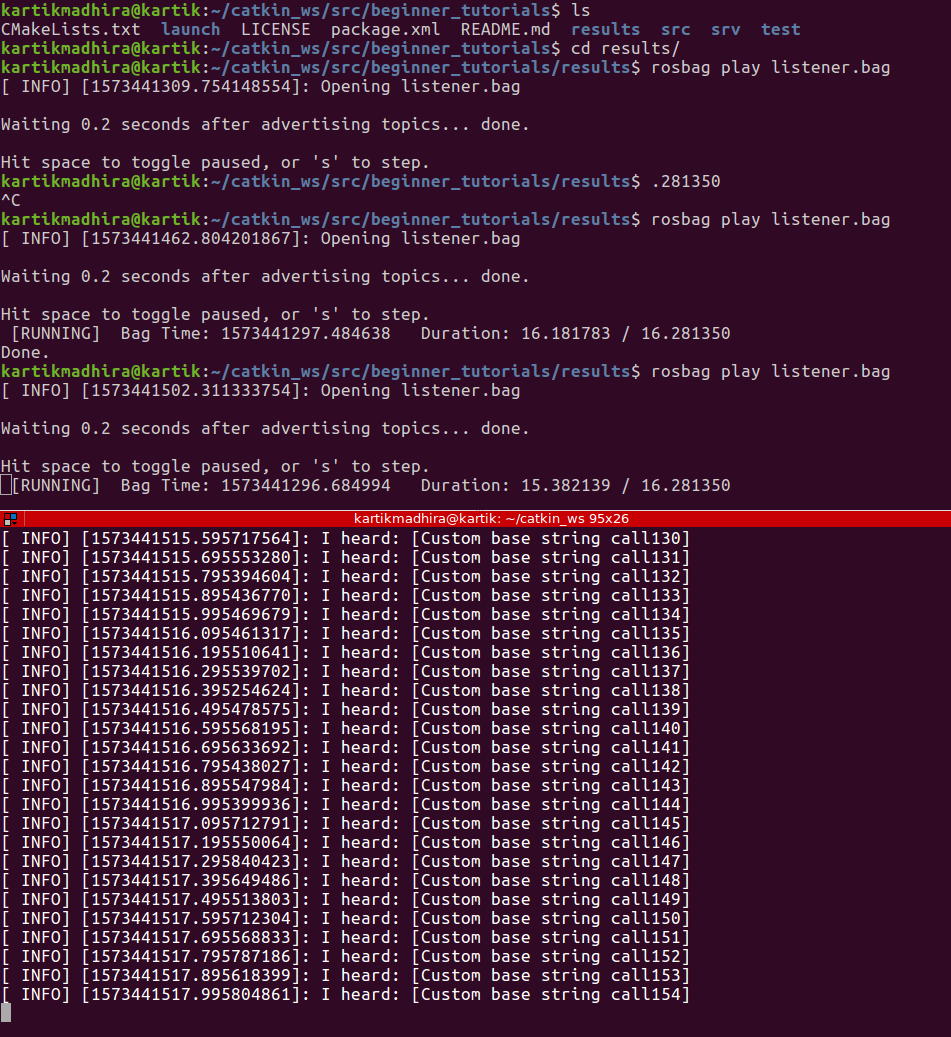 kartikmadhira@kartik:~/catkin_ws/src/beginner_tutorials$ ls
CMakeLists.txt  launch  LICENSE  package.xml  README.md  results  src  srv  test
kartikmadhira@kartik:~/catkin_ws/src/beginner_tutorials$ cd results/
kartikmadhira@kartik:~/catkin_ws/src/beginner_tutorials/results$ rosbag play listener.bag
[ INFO] [1573441309.754148554]: Opening listener.bag
Waiting 0.2 seconds after advertising topics... done.
Hit space to toggle paused, or 's' to step.
kartikmadhira@kartik:~/catkin_ws/src/beginner_tutorials/results$ .281350
^C
kartikmadhira@kartik:~/catkin_ws/src/beginner_tutorials/results$ rosbag play listener.bag
[ INFO] [1573441462.804201867]: Opening listener.bag
Waiting 0.2 seconds after advertising topics... done.
Hit space to toggle paused, or 's' to step.
[RUNNING]  Bag Time: 1573441297.484638   Duration: 16.181783 / 16.281350
Done.
kartikmadhira@kartik:~/catkin_ws/src/beginner_tutorials/results$ rosbag play listener.bag
[ INFO] [1573441502.311333754]: Opening listener.bag
Waiting 0.2 seconds after advertising topics... done.
Hit space to toggle paused, or 's' to step.
[RUNNING]  Bag Time: 1573441296.684994   Duration: 15.382139 / 16.281350
kartikmadhira@kartik: ~/catkin_ws 95x26
[ INFO] [1573441515.595717564]: I heard: [Custom base string call130]
[ INFO] [1573441515.695553280]: I heard: [Custom base string call131]
[ INFO] [1573441515.795394604]: I heard: [Custom base string call132]
[ INFO] [1573441515.895436770]: I heard: [Custom base string call133]
[ INFO] [1573441515.995469679]: I heard: [Custom base string call134]
[ INFO] [1573441516.095461317]: I heard: [Custom base string call135]
[ INFO] [1573441516.195510641]: I heard: [Custom base string call136]
[ INFO] [1573441516.295539702]: I heard: [Custom base string call137]
[ INFO] [1573441516.395254624]: I heard: [Custom base string call138]
[ INFO] [1573441516.495478575]: I heard: [Custom base string call139]
[ INFO] [1573441516.595568195]: I heard: [Custom base string call140]
[ INFO] [1573441516.695633692]: I heard: [Custom base string call141]
[ INFO] [1573441516.795438027]: I heard: [Custom base string call142]
[ INFO] [1573441516.895547984]: I heard: [Custom base string call143]
[ INFO] [1573441516.995399936]: I heard: [Custom base string call144]
[ INFO] [1573441517.095712791]: I heard: [Custom base string call145]
[ INFO] [1573441517.195550064]: I heard: [Custom base string call146]
[ INFO] [1573441517.295840423]: I heard: [Custom base string call147]
[ INFO] [1573441517.395649486]: I heard: [Custom base string call148]
[ INFO] [1573441517.495513803]: I heard: [Custom base string call149]
[ INFO] [1573441517.595712304]: I heard: [Custom base string call150]
[ INFO] [1573441517.695568833]: I heard: [Custom base string call151]
[ INFO] [1573441517.795787186]: I heard: [Custom base string call152]
[ INFO] [1573441517.895618399]: I heard: [Custom base string call153]
[ INFO] [1573441517.995804861]: I heard: [Custom base string call154]